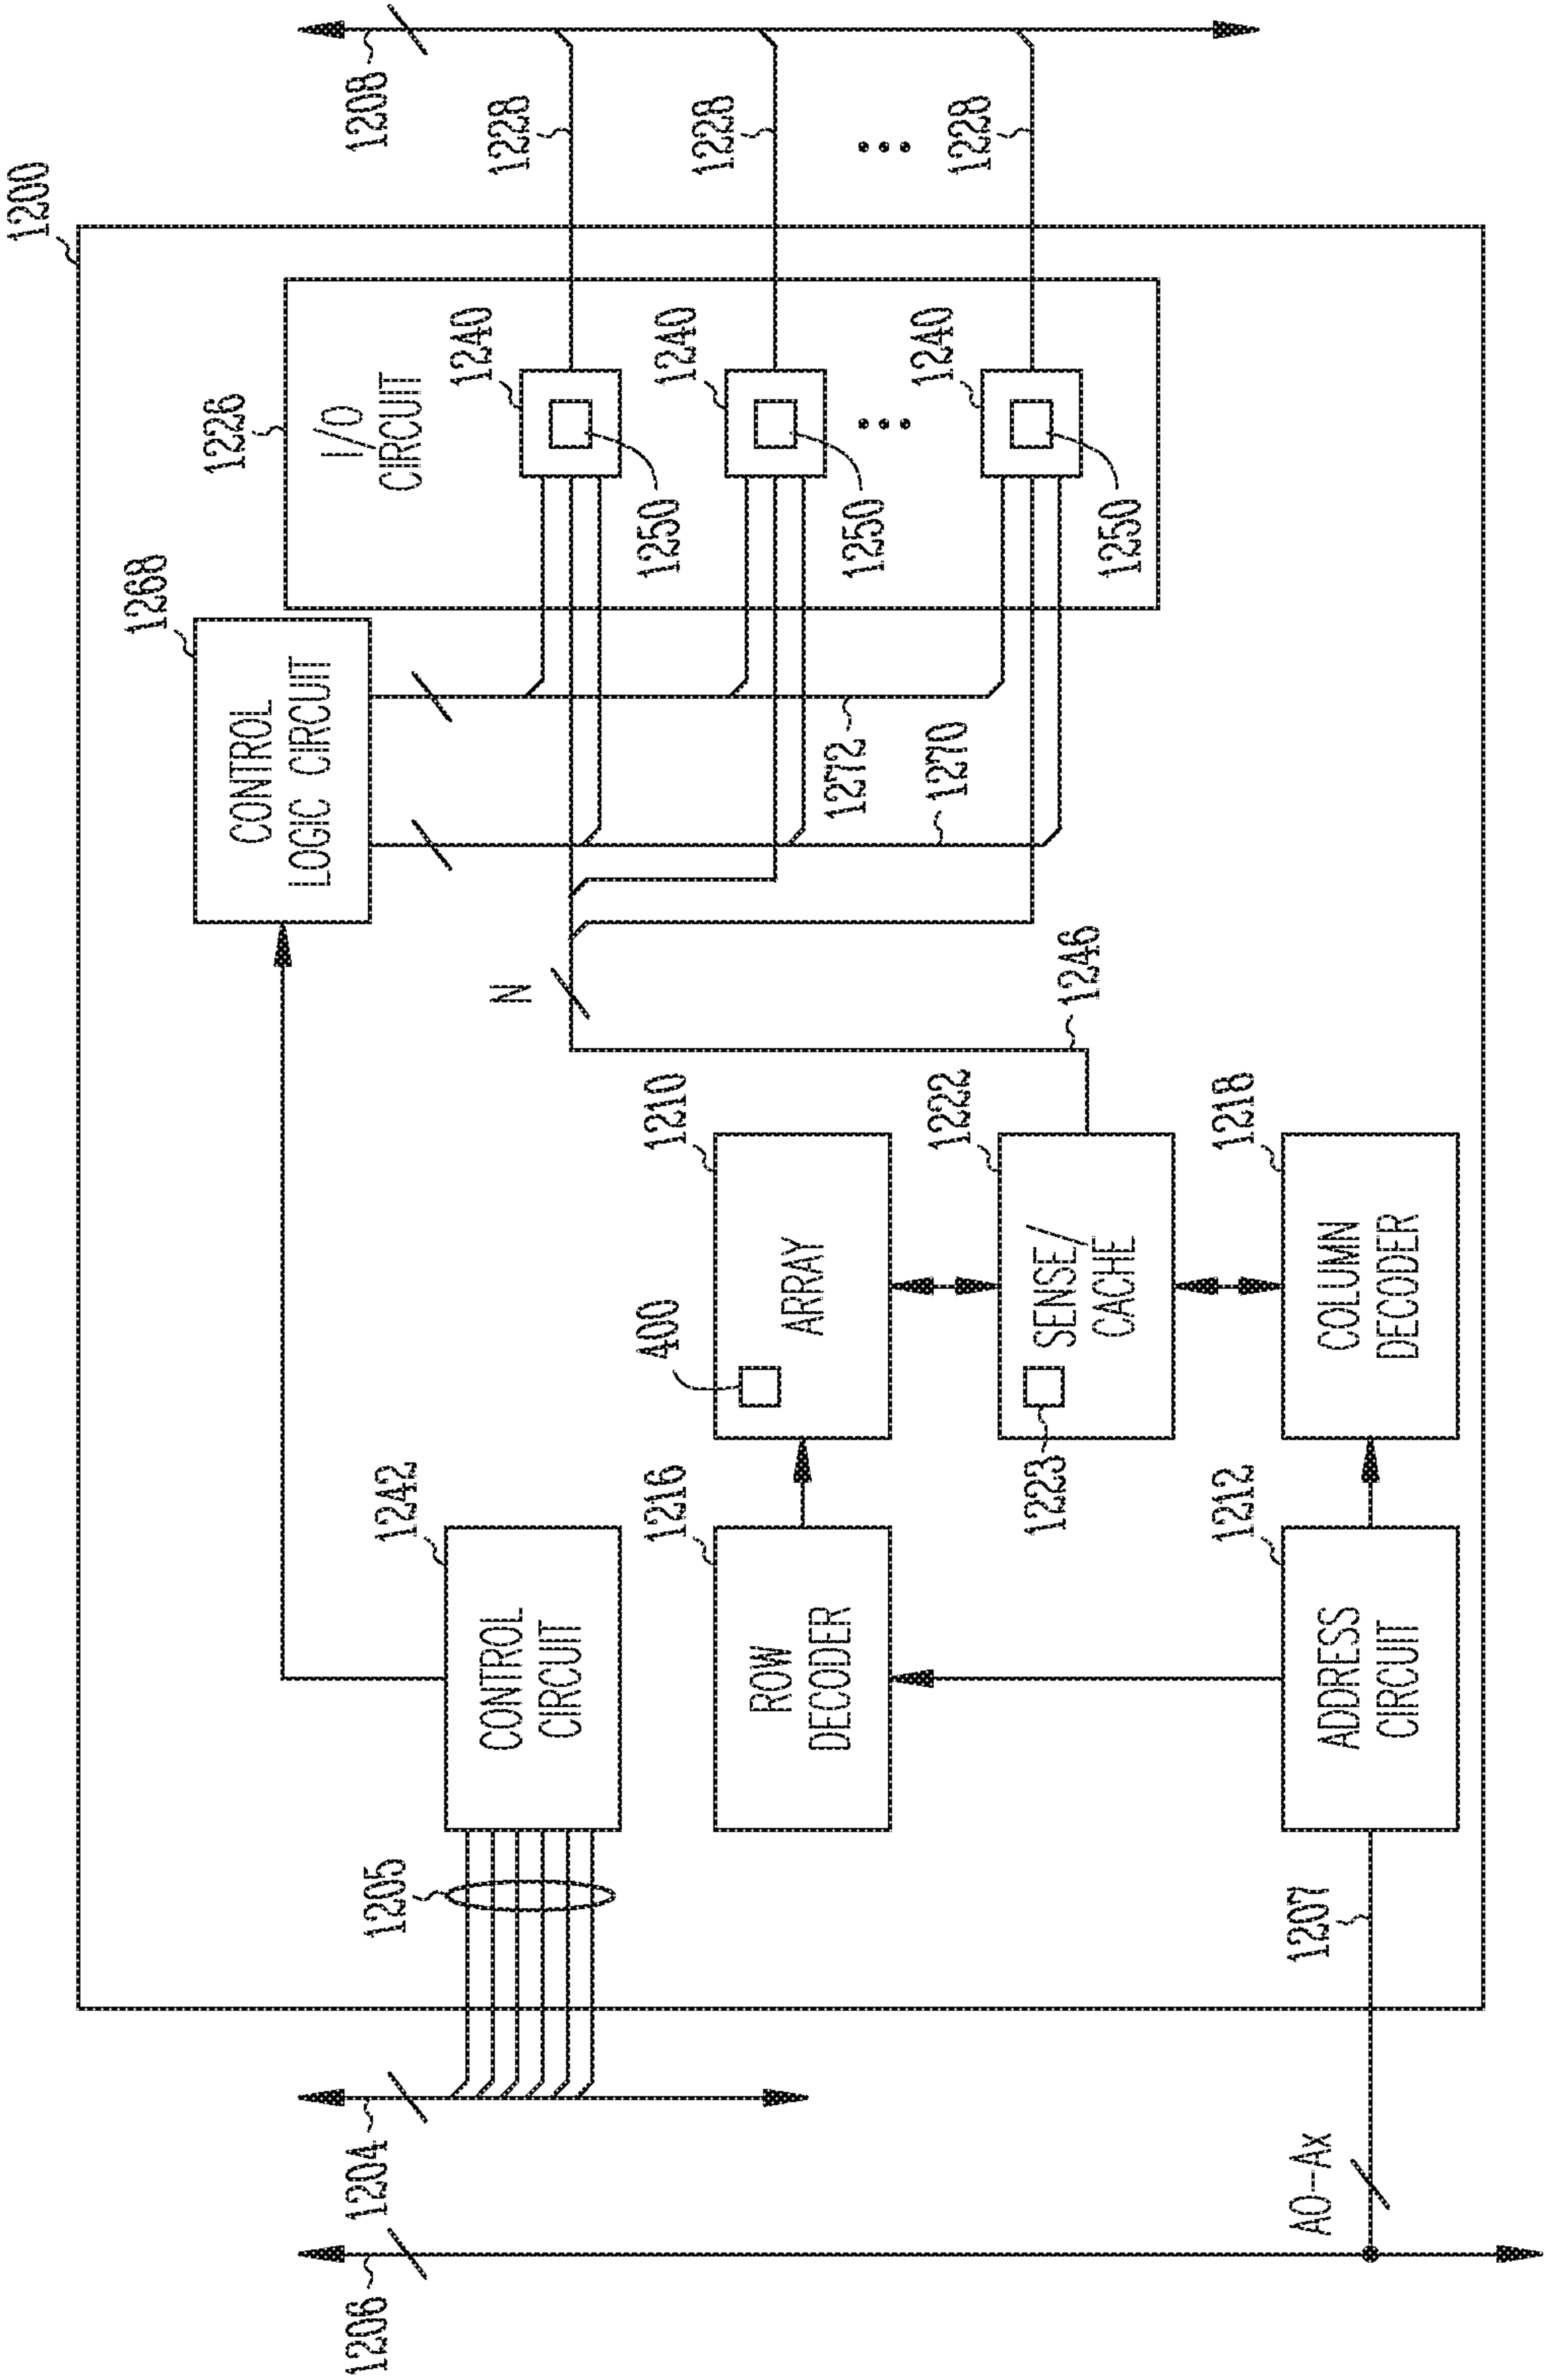 1200
1208
1228
1228
1228
1226
I/O
CIRCUIT
1240
1240
1240
1250
1250
1250
1268
CONTROL
LOGIC CIRCUIT
1272
1270
N
1246
1210
ARRAY
400
1222
SENSE/
CACHE
1223
1218
COLUMN
DECODER
1242
CONTROL
CIRCUIT
1216
ROW
DECODER
1212
ADDRESS
CIRCUIT
1205
1207
1204
1206
A0-Ax